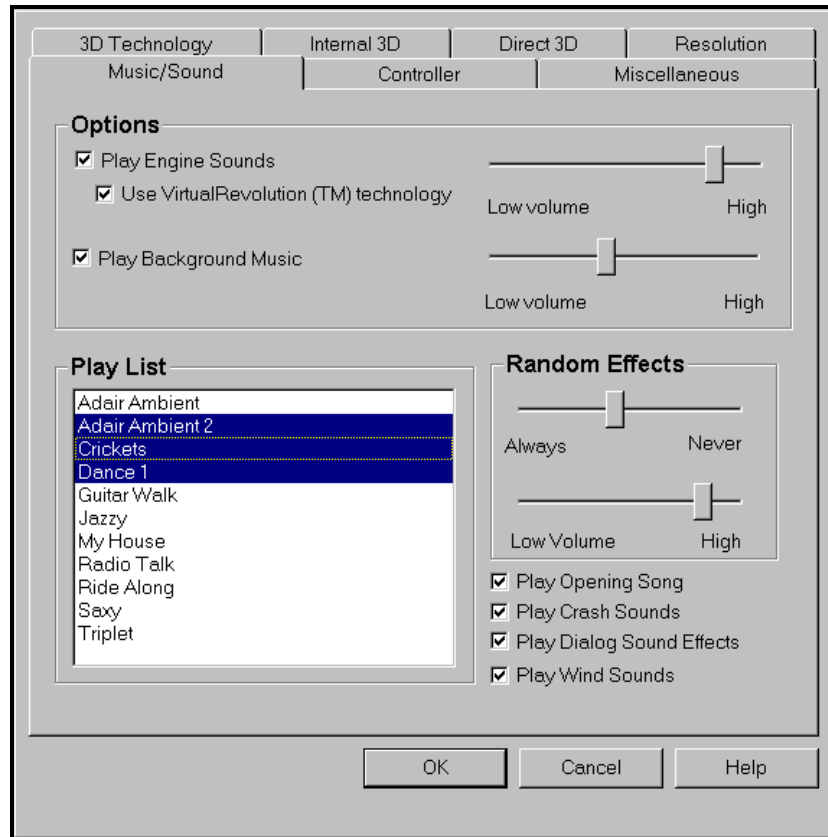 3D Technology Internal 3D Direct 3D Resolution
Music/Sound Controller Miscellaneous
Options
Play Engine Sounds
Use VirtualRevolution (TM) technology
Low volume High
Play Background Music
Low volume High
Play List
Adair Ambient
Adair Ambient 2
Crickets
Dance 1
Guitar Walk
Jazzy
My House
Radio Talk
Ride Along
Saxy
Triplet
Random Effects
Always Never
Low Volume High
Play Opening Song
Play Crash Sounds
Play Dialog Sound Effects
Play Wind Sounds
OK Cancel Help